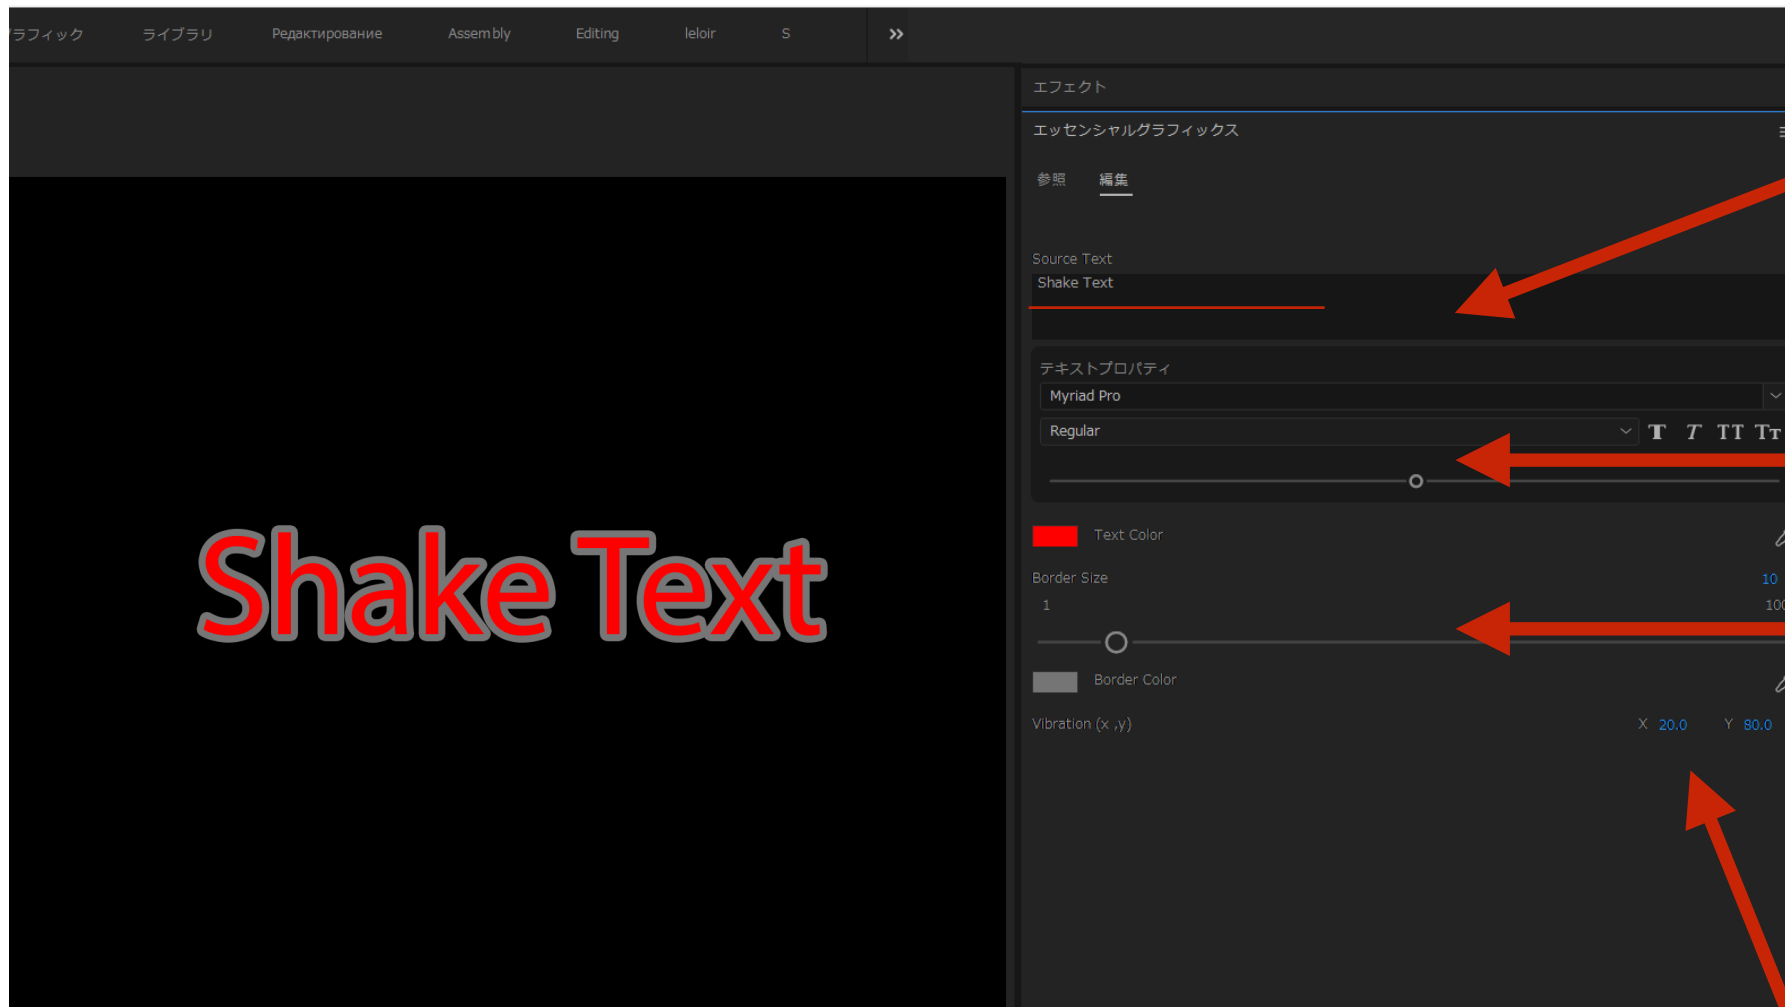 ラフィック ライブラリ Редактирование Assembly Editing leloir S
エフェクト
エッセンシャルグラフィックス
参照 編集
Source Text
Shake Text
テキストプロパティ
Myriad Pro
Regular T T TT Tт
Text Color
Border Size 10
1 100
Border Color
Vibration (x ,y) X 20.0 Y 80.0
Shake Text